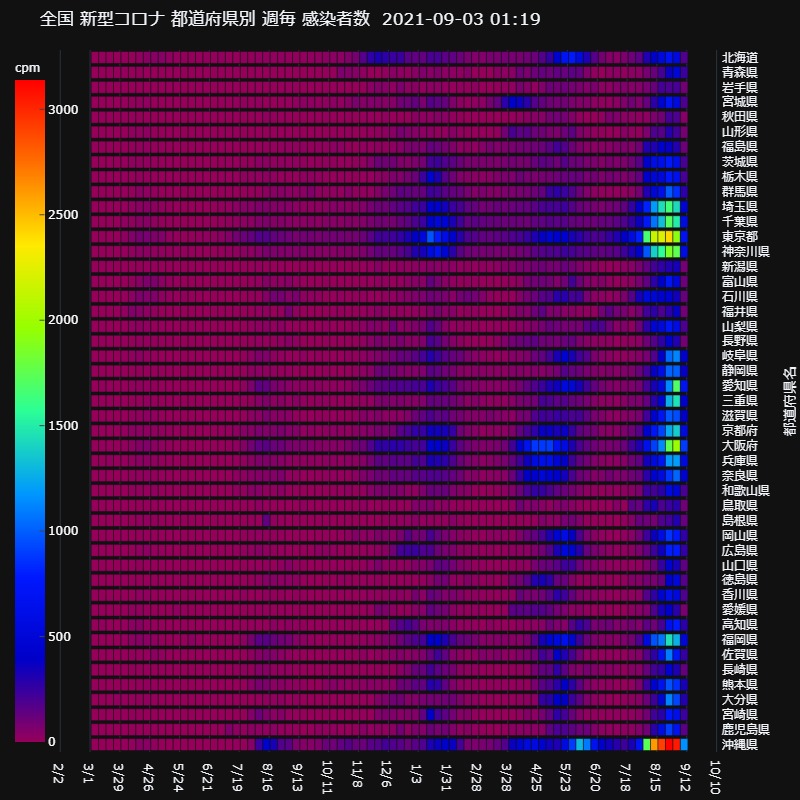 全国 新型コロナ 都道府県別 週毎 感染者数 2021-09-03 01:19
cpm
3000
2500
2000
1500
1000
500
0
北海道
青森県
岩手県
宮城県
秋田県
山形県
福島県
茨城県
栃木県
群馬県
埼玉県
千葉県
東京都
神奈川県
新潟県
富山県
石川県
福井県
山梨県
長野県
岐阜県
静岡県
愛知県
三重県
滋賀県
京都府
大阪府
兵庫県
奈良県
和歌山県
鳥取県
島根県
岡山県
広島県
山口県
徳島県
香川県
愛媛県
高知県
福岡県
佐賀県
長崎県
熊本県
大分県
宮崎県
鹿児島県
沖縄県
都道府県名
2/2
3/1
3/29
4/26
5/24
6/21
7/19
8/16
9/13
10/11
11/8
12/6
1/3
1/31
2/28
3/28
4/25
5/23
6/20
7/18
8/15
9/12
10/10